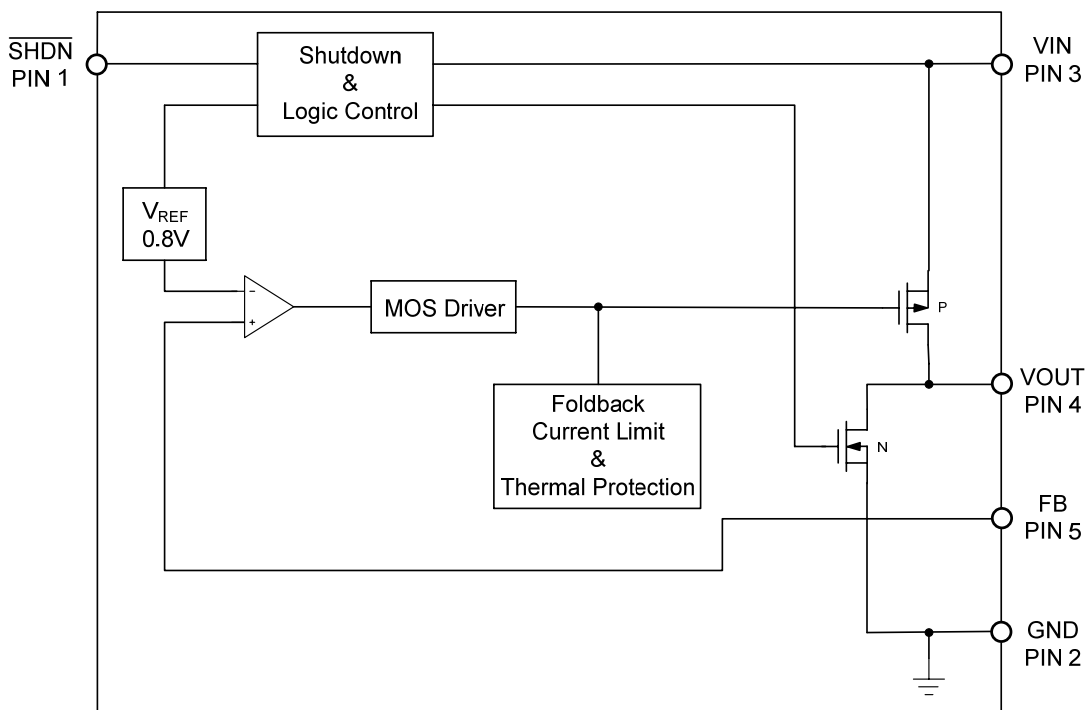 SHDN
PIN 1
Shutdown
&
Logic Control
VIN
PIN 3
VREF
0.8V
-
+
MOS Driver
P
VOUT
PIN 4
Foldback
Current Limit
&
Thermal Protection
N
FB
PIN 5
GND
PIN 2